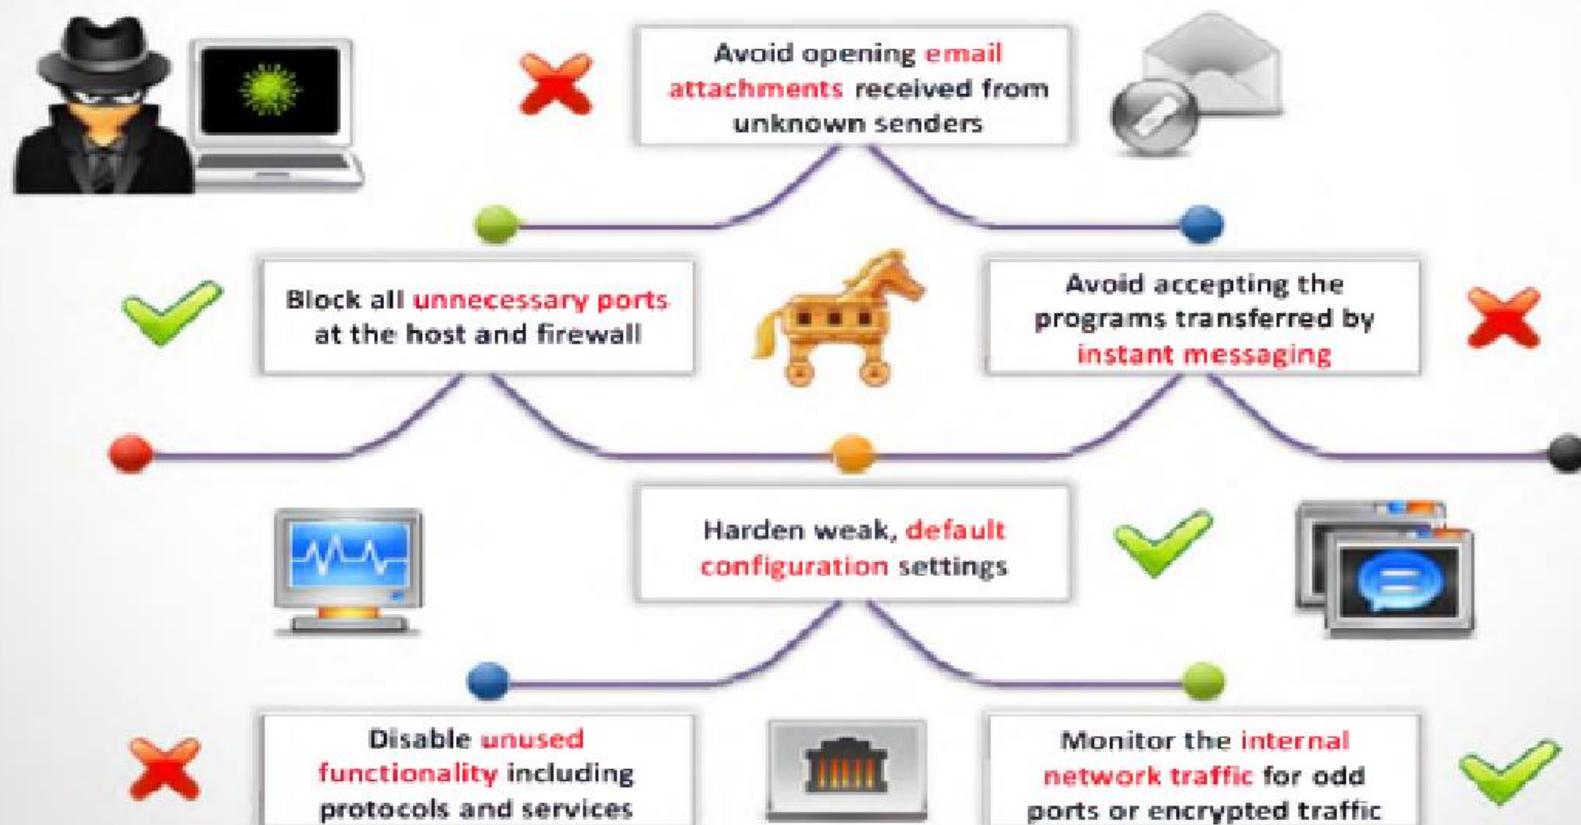 Avoid opening email
attachments received from
unknown senders
Block all unnecessary ports
at the host and firewall
Avoid accepting the
programs transferred by
instant messaging
Harden weak, default
configuration settings
Disable unused
functionality including
protocols and services
Monitor the internal
network traffic for odd
ports or encrypted traffic